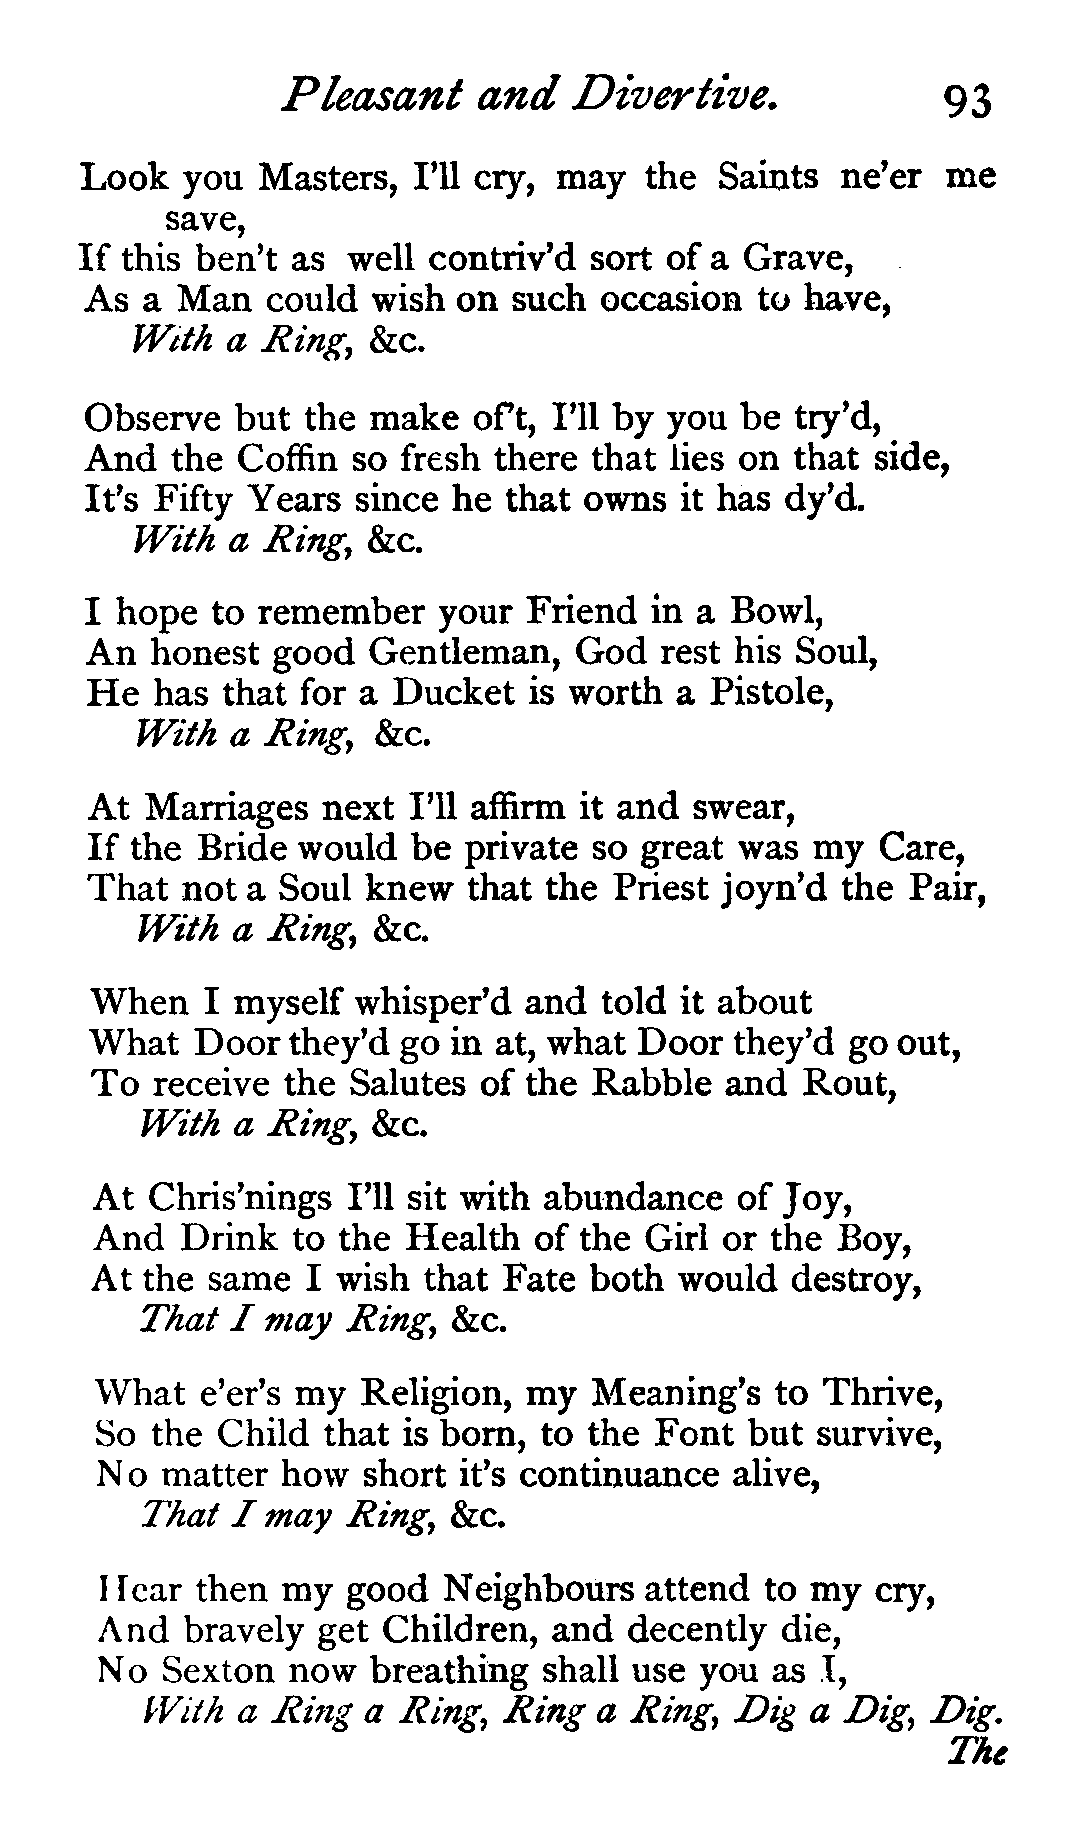 Pleasant and Divertive. 93
Look you Masters, I'll cry, may the Saints ne'er me
save,
If this ben't as well contriv'd sort of a Grave,
As a Man could wish on such occasion to have,
With a Ring, &c.
Observe but the make of't, I'll by you be try'd,
And the Coffin so fresh there that lies on that side,
It's Fifty Years since he that owns it has dy'd.
With a Ring, &c.
I hope to remember your Friend in a Bowl,
An honest good Gentleman, God rest his Soul,
He has that for a Ducket is worth a Pistole,
With a Ring, &c.
At Marriages next I'll affirm it and swear,
If the Bride would be private so great was my Care,
That not a Soul knew that the Priest joyn'd the Pair,
With a Ring, &c.
When I myself whisper'd and told it about
What Door they'd go in at, what Door they'd go out,
To receive the Salutes of the Rabble and Rout,
With a Ring, &c.
At Chris'nings I'll sit with abundance of Joy,
And Drink to the Health of the Girl or the Boy,
At the same I wish that Fate both would destroy,
That I may Ring, &c.
What e'er's my Religion, my Meaning's to Thrive,
So the Child that is born, to the Font but survive,
No matter how short it's continuance alive,
That I may Ring, &c.
Hear then my good Neighbours attend to my cry,
And bravely get Children, and decently die,
No Sexton now breathing shall use you as I,
With a Ring a Ring, Ring a Ring, Dig a Dig, Dig.
The